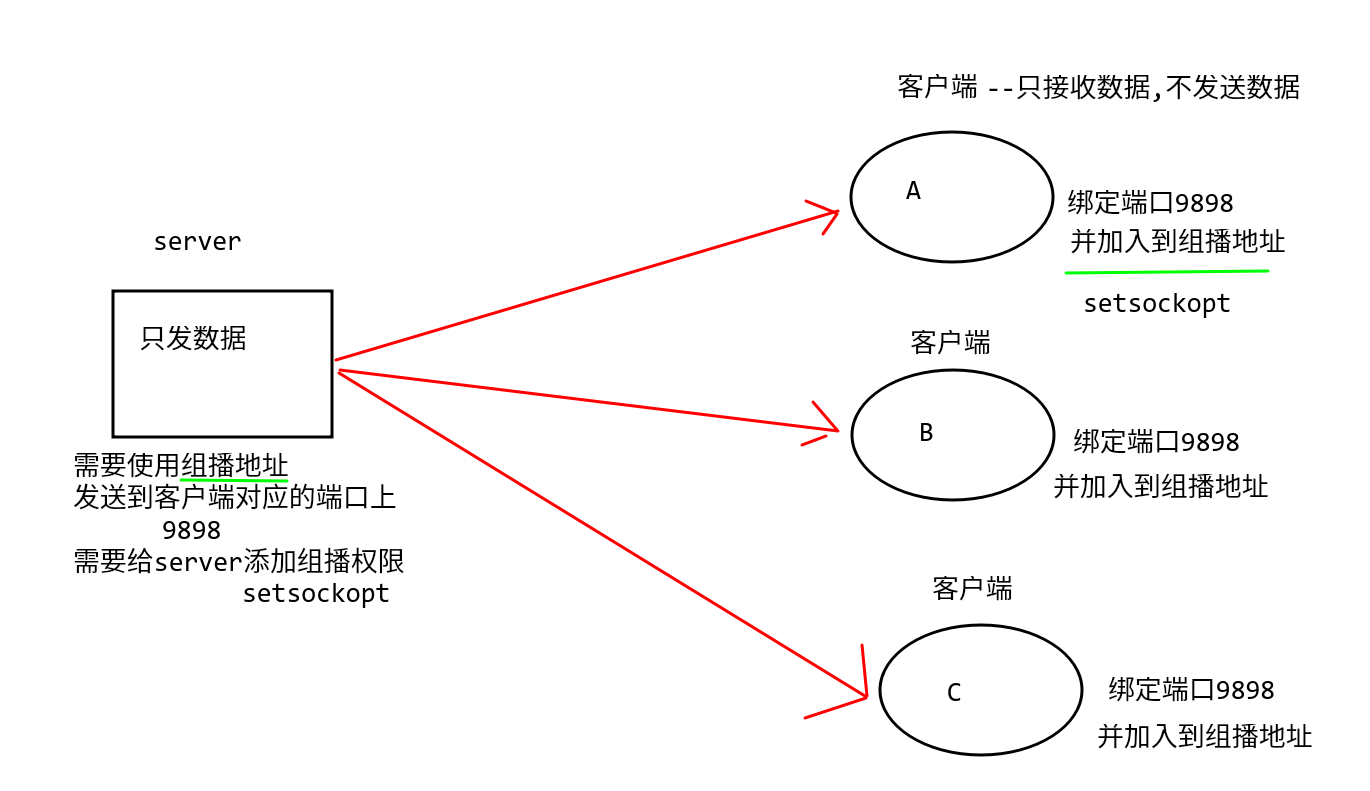 客户端 --只接收数据,不发送数据
A
绑定端口9898
并加入到组播地址
setsockopt
server
只发数据
需要使用组播地址
发送到客户端对应的端口上
9898
需要给server添加组播权限
setsockopt
客户端
B
绑定端口9898
并加入到组播地址
客户端
C
绑定端口9898
并加入到组播地址